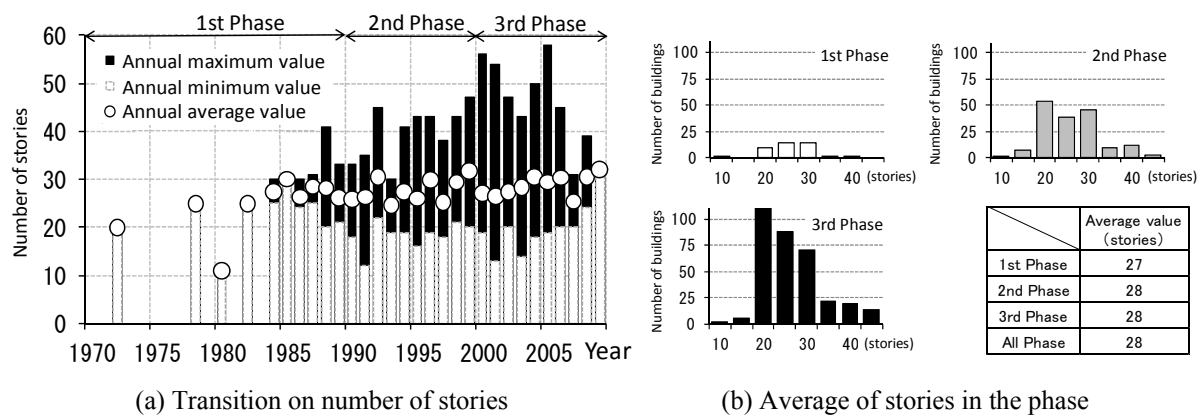 1st Phase
2nd Phase
3rd Phase
60
50
40
30
20
10
0
Number of stories
Annual maximum value
Annual minimum value
Annual average value
1970
1975
1980
1985
1990
1995
2000
2005
Year
(a) Transition on number of stories
1st Phase
Number of buildings
100
75
50
25
0
10
20
30
40 (stories)
2nd Phase
Number of buildings
100
75
50
25
0
10
20
30
40 (stories)
3rd Phase
Number of buildings
100
75
50
25
0
10
20
30
40 (stories)
Average value
(stories)
1st Phase 27
2nd Phase 28
3rd Phase 28
All Phase 28
(b) Average of stories in the phase